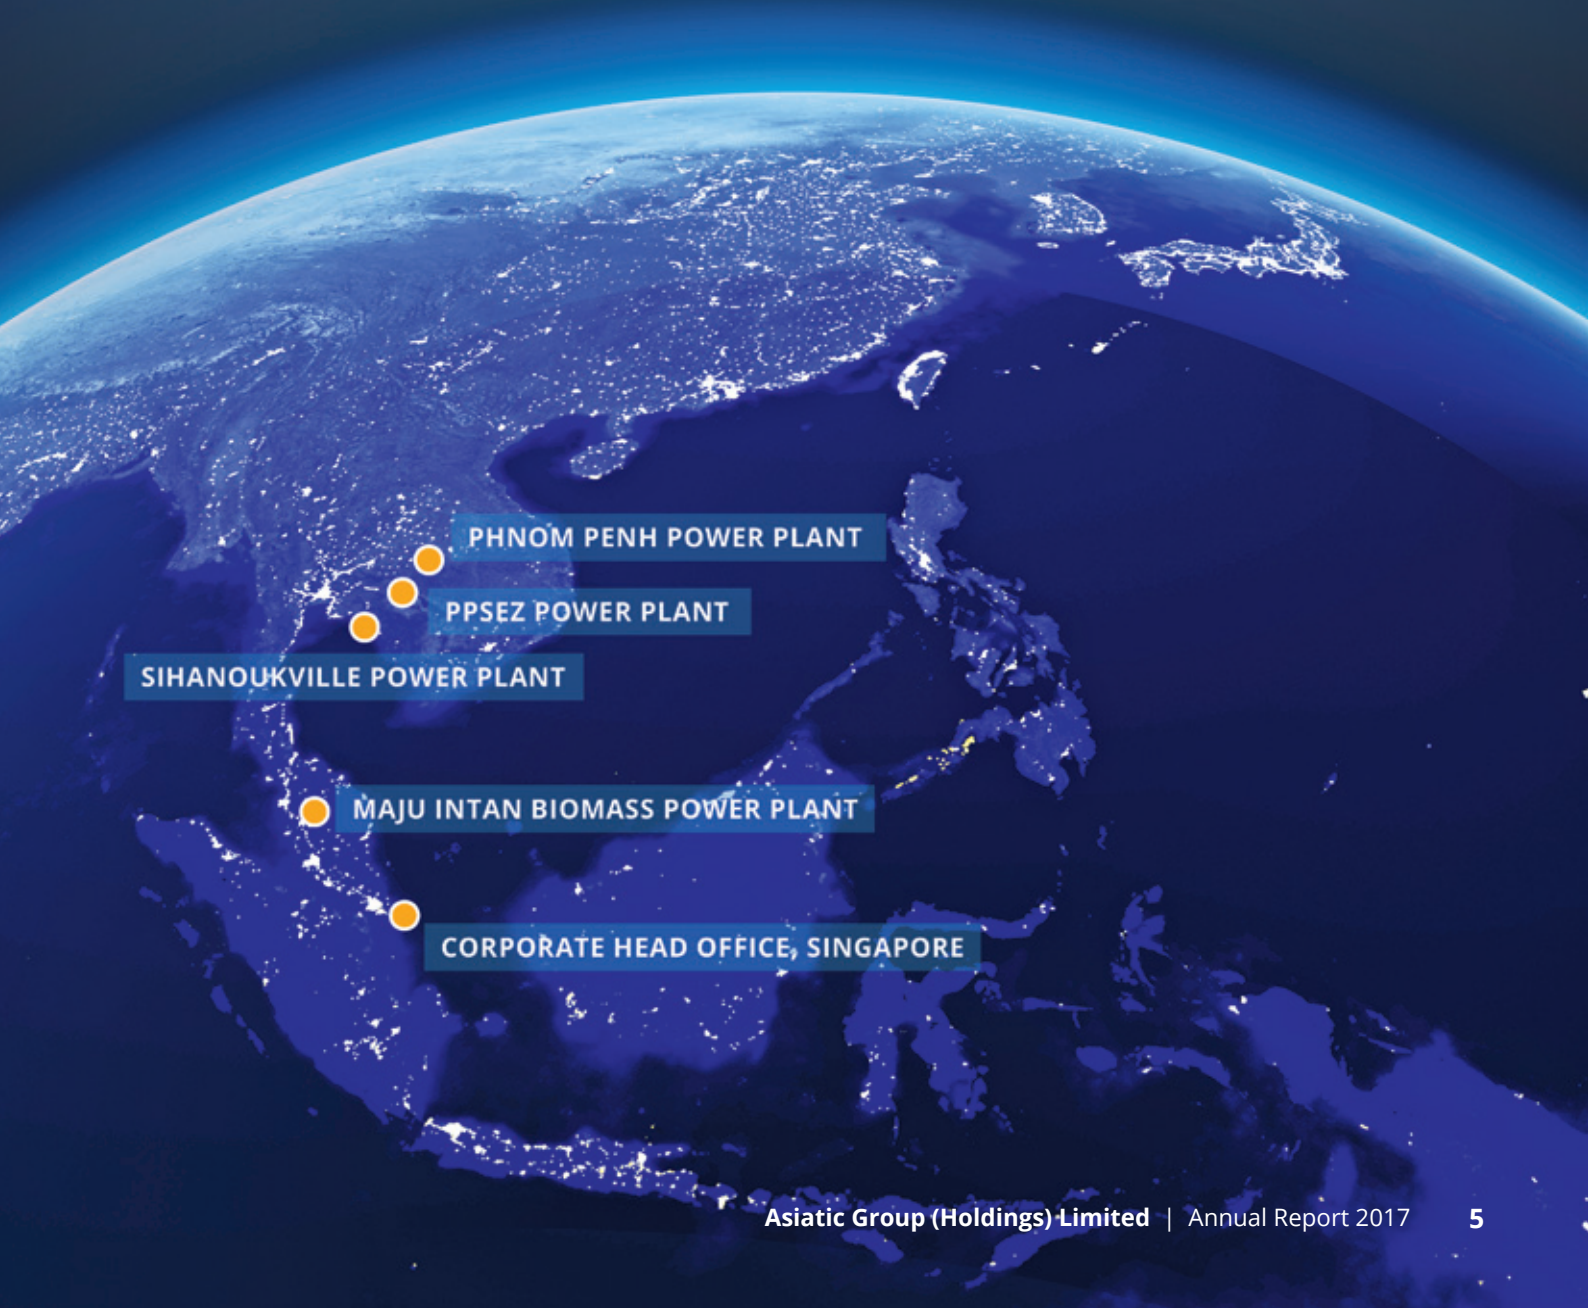 PHNOM PENH POWER PLANT
PPSEZ POWER PLANT
SIHANOUKVILLE POWER PLANT
MAJU INTAN BIOMASS POWER PLANT
CORPORATE HEAD OFFICE, SINGAPORE
Asiatic Group (Holdings) Limited | Annual Report 2017 5